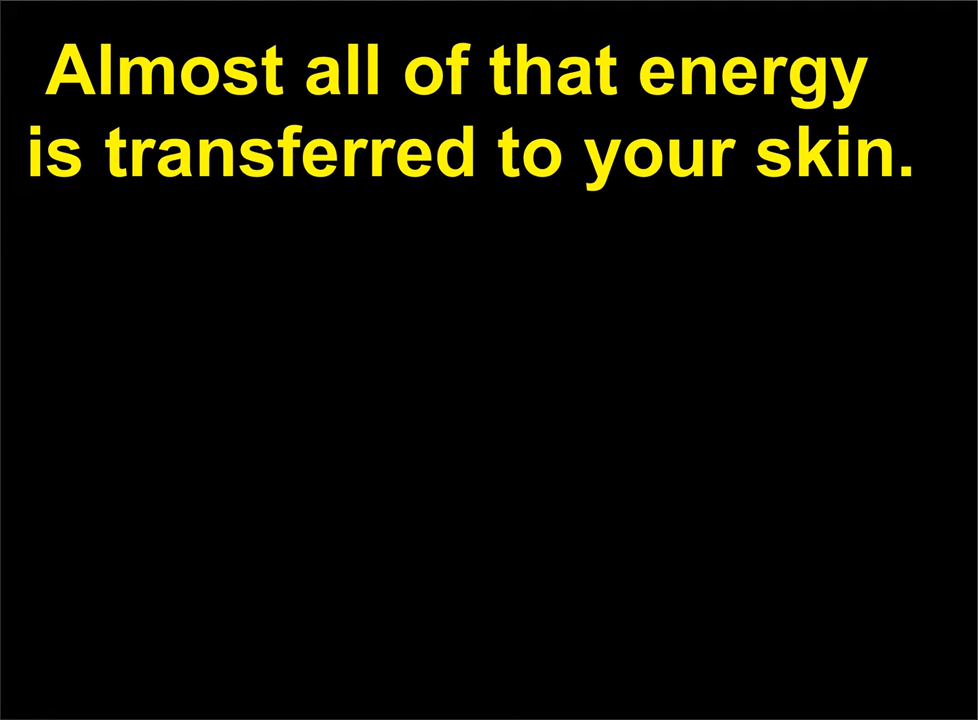 Almost all of that energy
is transferred to your skin.